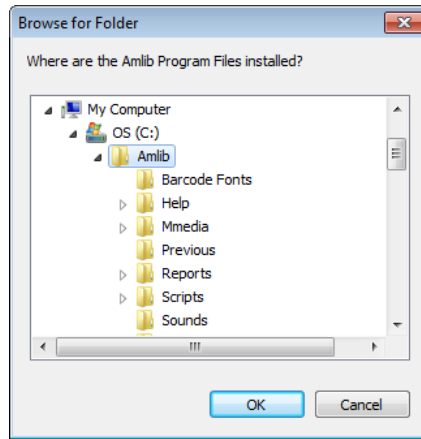 Browse for Folder
Where are the Amlib Program Files installed?
My Computer
OS (C:)
Amlib
Barcode Fonts
Help
Mmedia
Previous
Reports
Scripts
Sounds
OK Cancel